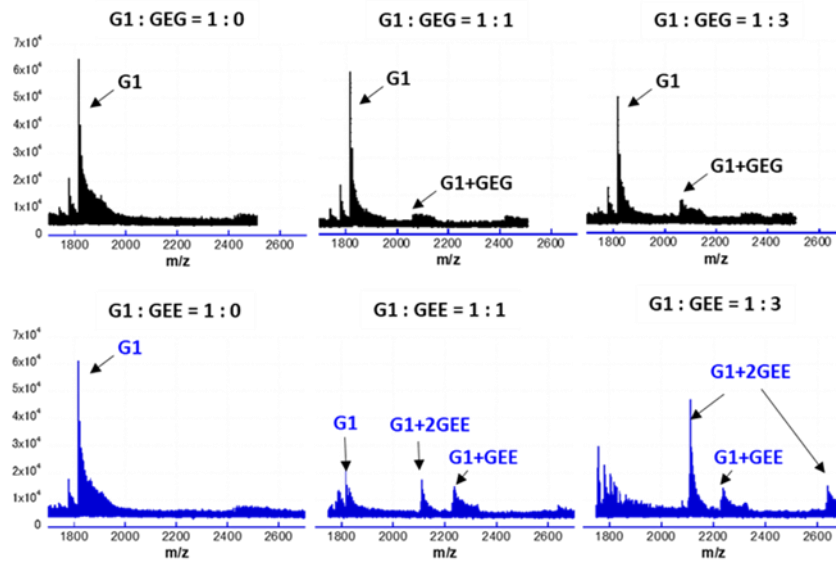 G1 : GEG = 1 : 0
G1 : GEG = 1 : 1
G1 : GEG = 1 : 3
7x10⁴
6x10⁴
5x10⁴
4x10⁴
3x10⁴
2x10⁴
1x10⁴
0
G1
G1
G1+GEG
G1
G1+GEG
1800 2000 2200 2400 2600
1800 2000 2200 2400 2600
1800 2000 2200 2400 2600
m/z
m/z
m/z
G1 : GEE = 1 : 0
G1 : GEE = 1 : 1
G1 : GEE = 1 : 3
7x10⁴
6x10⁴
5x10⁴
4x10⁴
3x10⁴
2x10⁴
1x10⁴
0
G1
G1
G1+2GEE
G1+GEE
G1+2GEE
G1+GEE
1800 2000 2200 2400 2600
1800 2000 2200 2400 2600
1800 2000 2200 2400 2600
m/z
m/z
m/z